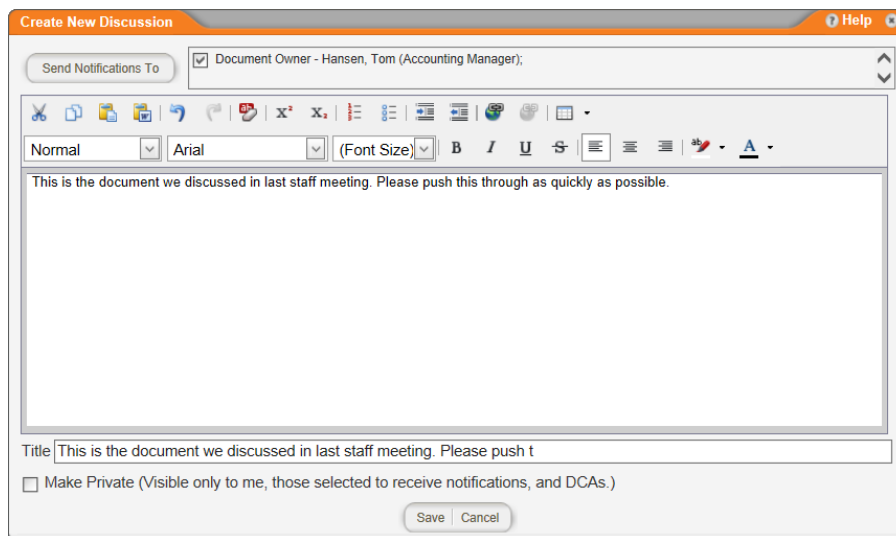 Create New Discussion
Help
Send Notifications To
Document Owner - Hansen, Tom (Accounting Manager);
X² X₂
Normal Arial (Font Size) B I U S ab A
This is the document we discussed in last staff meeting. Please push this through as quickly as possible.
Title This is the document we discussed in last staff meeting. Please push t
Make Private (Visible only to me, those selected to receive notifications, and DCAs.)
Save Cancel